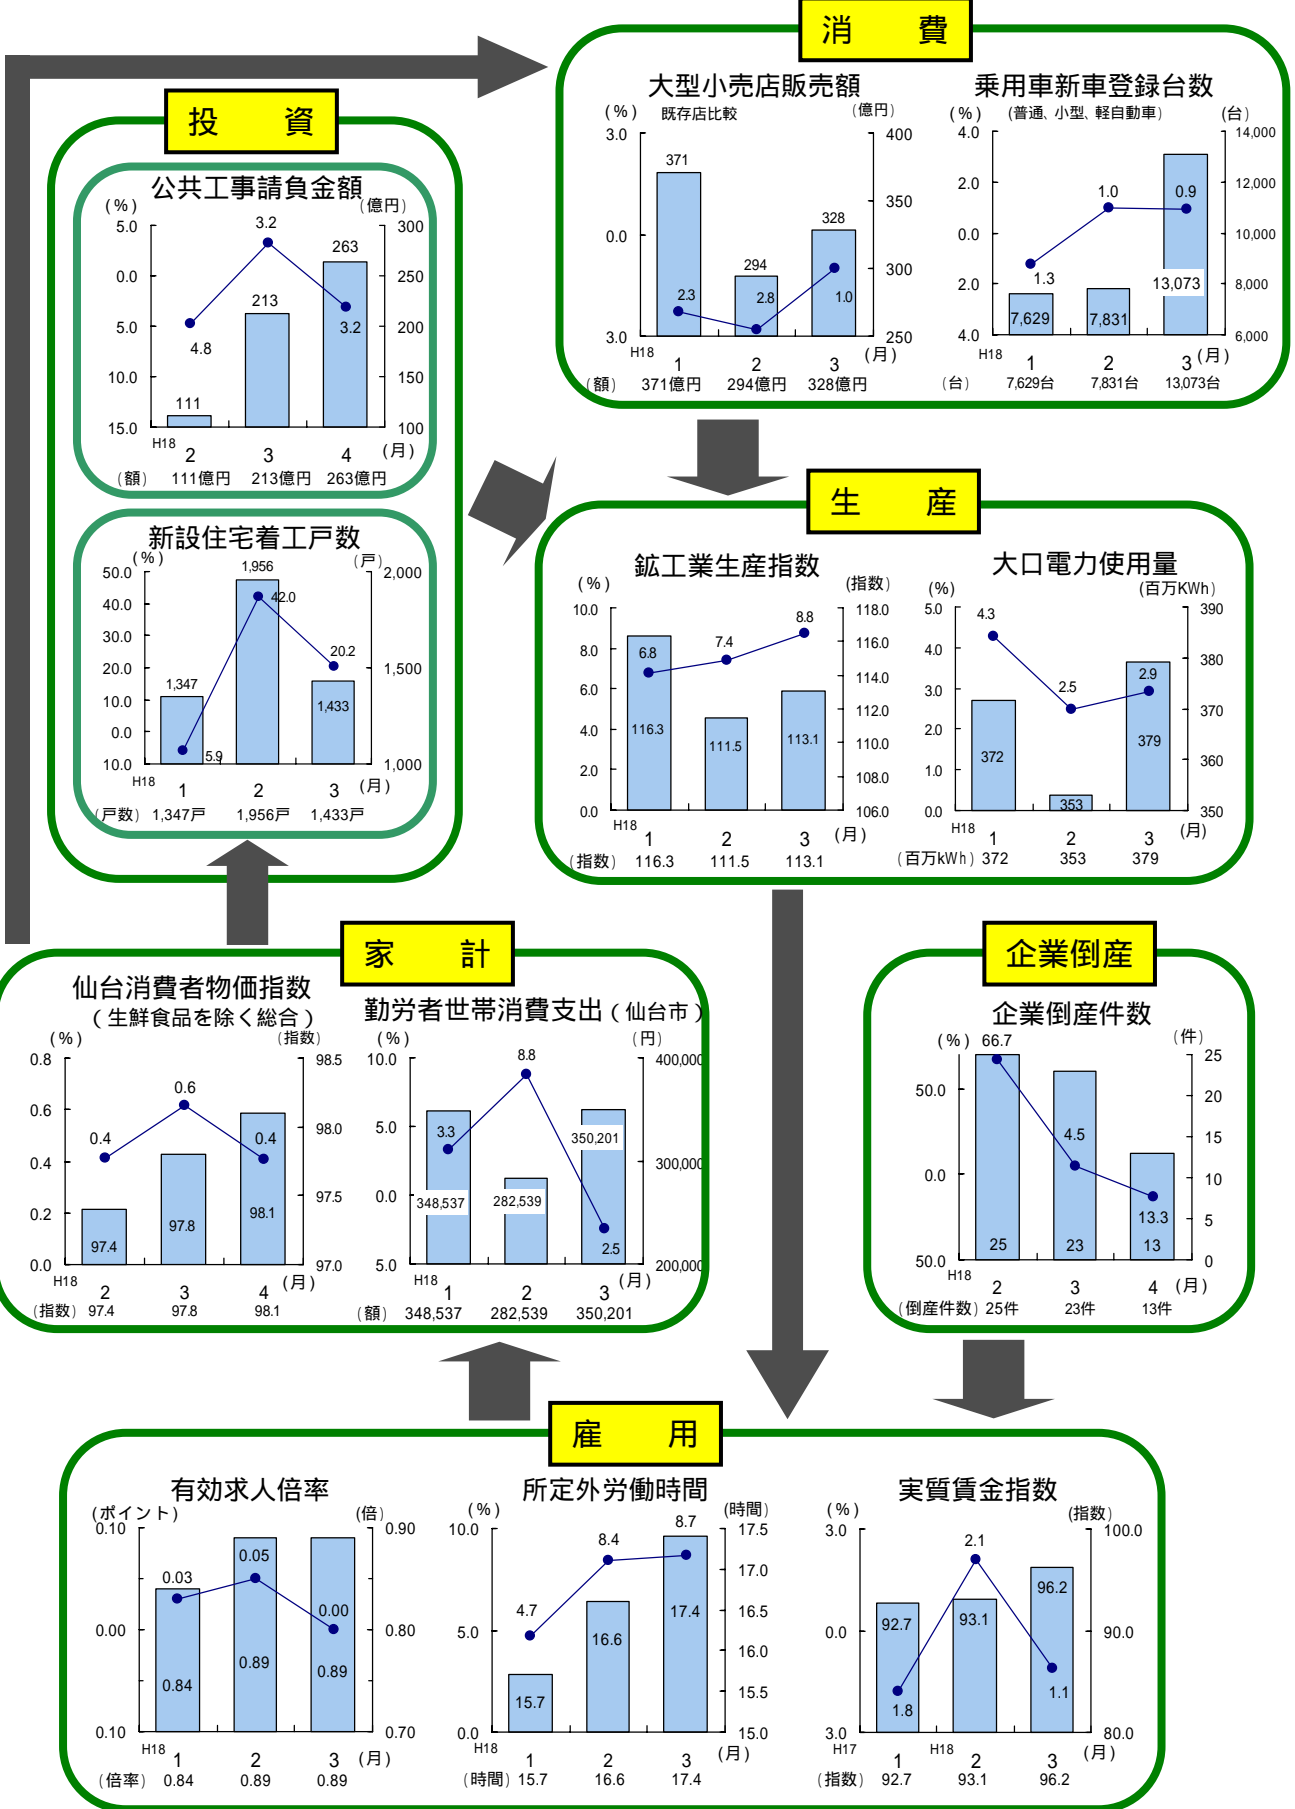 消　費
大型小売店販売額
(%) 既存店比較 (億円)
3.0
0.0
3.0
400
350
300
250
371
294
328
2.3
2.8
1.0
H18
1 2 3 (月)
(額) 371億円 294億円 328億円
乗用車新車登録台数
(%) (普通、小型、軽自動車) (台)
4.0
2.0
0.0
2.0
4.0
14,000
12,000
10,000
8,000
6,000
1.3
1.0
0.9
7,629
7,831
13,073
H18
1 2 3 (月)
(台) 7,629台 7,831台 13,073台
投　資
公共工事請負金額
(%) (億円)
5.0
0.0
5.0
10.0
15.0
300
250
200
150
100
3.2
263
213
4.8
3.2
111
H18
2 3 4 (月)
(額) 111億円 213億円 263億円
新設住宅着工戸数
(%) (戸)
50.0
40.0
30.0
20.0
10.0
0.0
10.0
2,000
1,500
1,000
1,956
42.0
20.2
1,347
1,433
5.9
H18
1 2 3 (月)
(戸数) 1,347戸 1,956戸 1,433戸
生　産
鉱工業生産指数
(%) (指数)
10.0
8.0
6.0
4.0
2.0
0.0
118.0
116.0
114.0
112.0
110.0
108.0
106.0
6.8
7.4
8.8
116.3
111.5
113.1
H18
1 2 3 (月)
(指数) 116.3 111.5 113.1
大口電力使用量
(%) (百万KWh)
5.0
4.0
3.0
2.0
1.0
0.0
390
380
370
360
350
4.3
2.5
2.9
372
353
379
H18
1 2 3 (月)
(百万kWh) 372 353 379
家　計
仙台消費者物価指数
(生鮮食品を除く総合)
(%) (指数)
0.8
0.6
0.4
0.2
0.0
98.5
98.0
97.5
97.0
0.4
0.6
0.4
97.4
97.8
98.1
H18
2 3 4 (月)
(指数) 97.4 97.8 98.1
勤労者世帯消費支出(仙台市)
(%) (円)
10.0
5.0
0.0
5.0
400,000
300,000
200,000
3.3
8.8
2.5
348,537
282,539
350,201
H18
1 2 3 (月)
(額) 348,537 282,539 350,201
企業倒産
企業倒産件数
(%) (件)
50.0
0.0
50.0
25
20
15
10
5
0
66.7
4.5
13.3
25
23
13
H18
2 3 4 (月)
(倒産件数) 25件 23件 13件
雇　用
有効求人倍率
(ポイント) (倍)
0.10
0.00
0.10
0.90
0.80
0.70
0.03
0.05
0.00
0.84
0.89
0.89
H18
1 2 3 (月)
(倍率) 0.84 0.89 0.89
所定外労働時間
(%) (時間)
10.0
5.0
0.0
17.5
17.0
16.5
16.0
15.5
15.0
4.7
8.4
8.7
15.7
16.6
17.4
H18
1 2 3 (月)
(時間) 15.7 16.6 17.4
実質賃金指数
(%) (指数)
3.0
0.0
3.0
100.0
90.0
80.0
2.1
1.8
1.1
92.7
93.1
96.2
H17 H18
1 2 3 (月)
(指数) 92.7 93.1 96.2